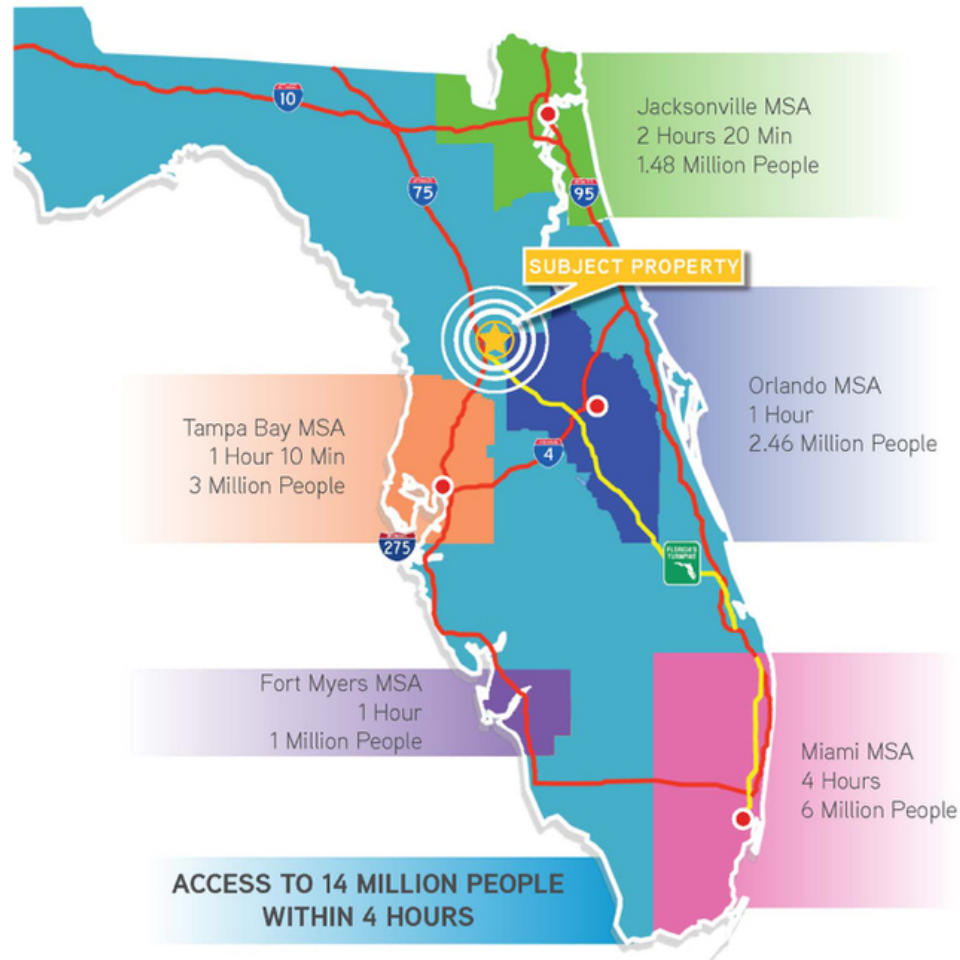 10
Jacksonville MSA
2 Hours 20 Min
1.48 Million People
75
95
SUBJECT PROPERTY
Orlando MSA
1 Hour
2.46 Million People
Tampa Bay MSA
1 Hour 10 Min
3 Million People
4
275
FLORIDA'S
TURNPIKE
Fort Myers MSA
1 Hour
1 Million People
Miami MSA
4 Hours
6 Million People
ACCESS TO 14 MILLION PEOPLE
WITHIN 4 HOURS